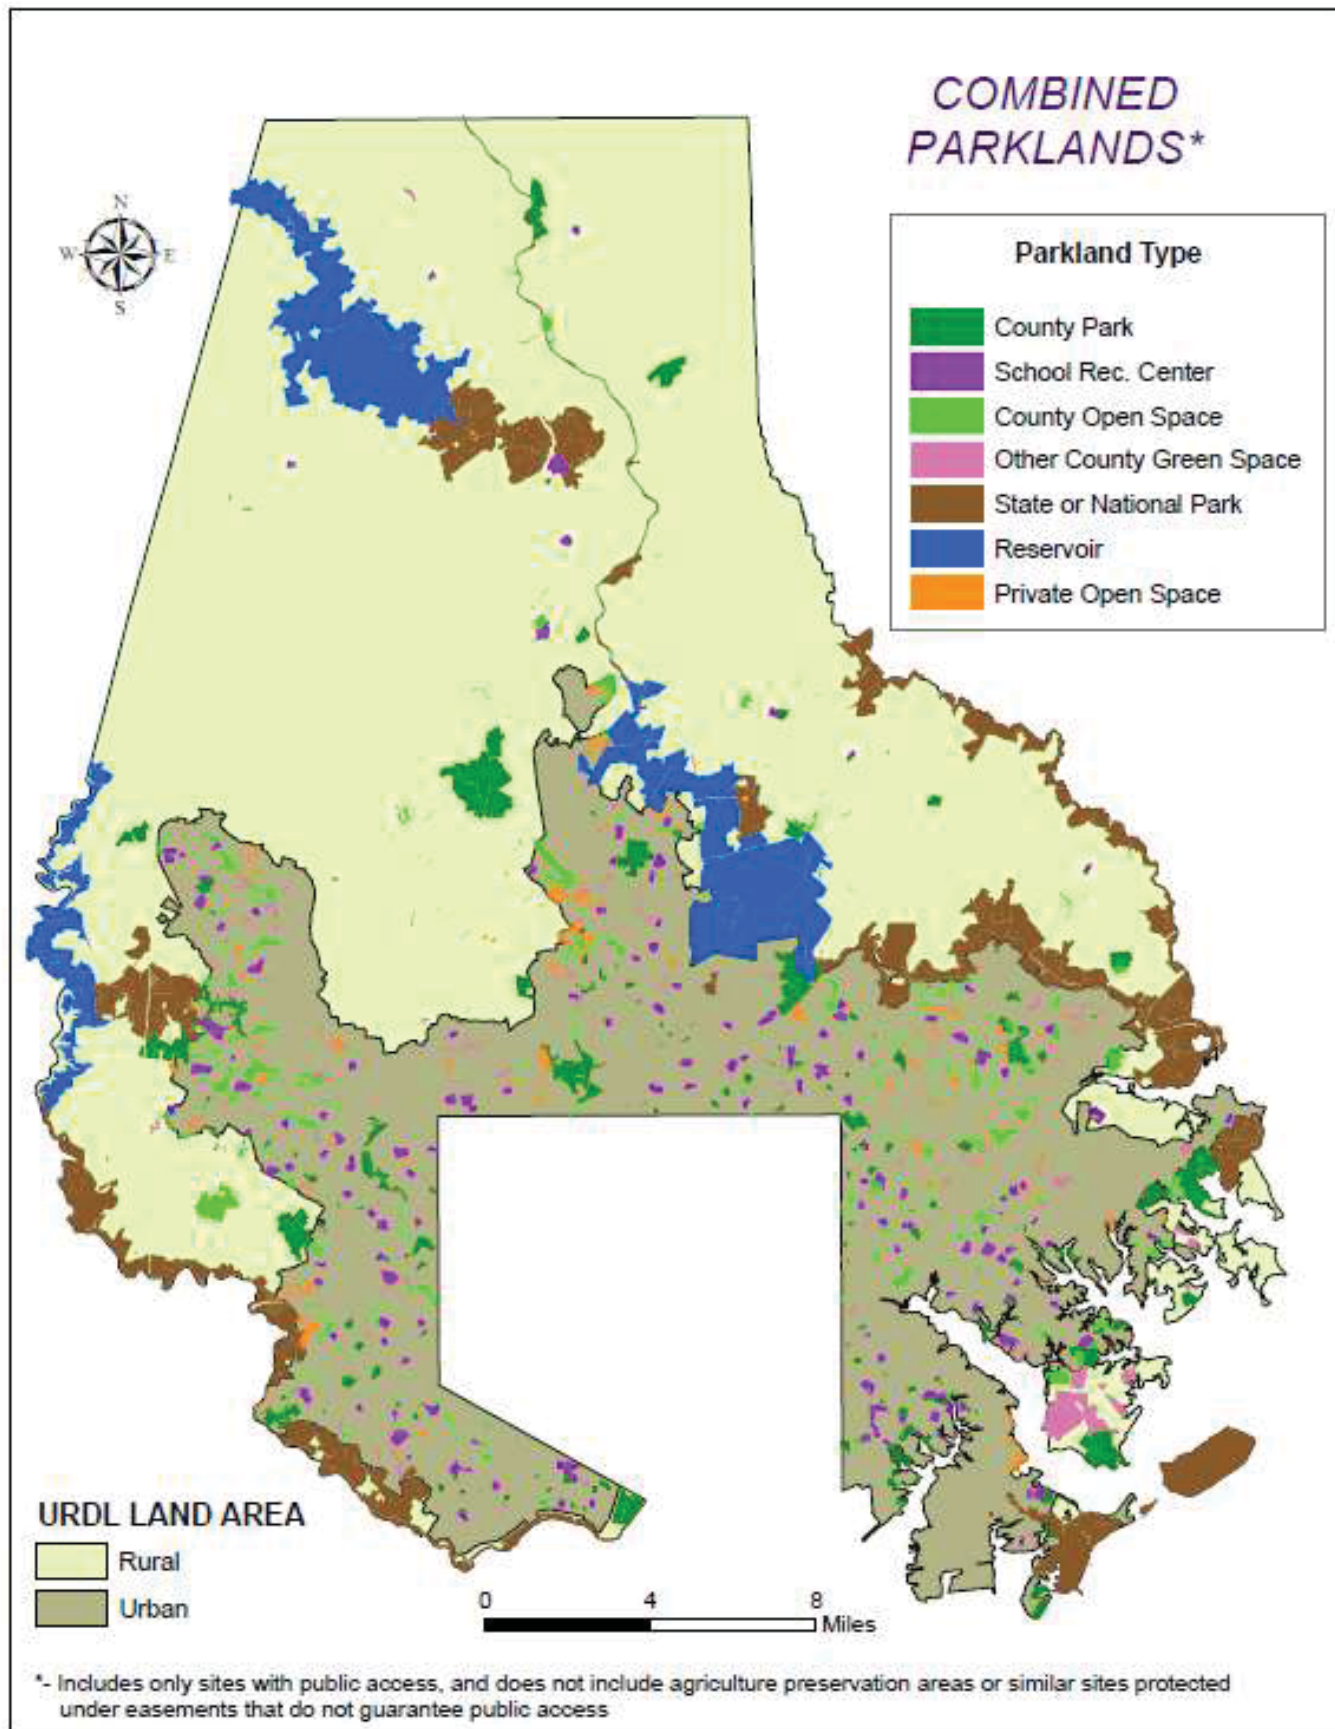 COMBINED
PARKLANDS*
N
W E
S
Parkland Type
County Park
School Rec. Center
County Open Space
Other County Green Space
State or National Park
Reservoir
Private Open Space
URDL LAND AREA
Rural
Urban
0 4 8
Miles
*- Includes only sites with public access, and does not include agriculture preservation areas or similar sites protected
under easements that do not guarantee public access